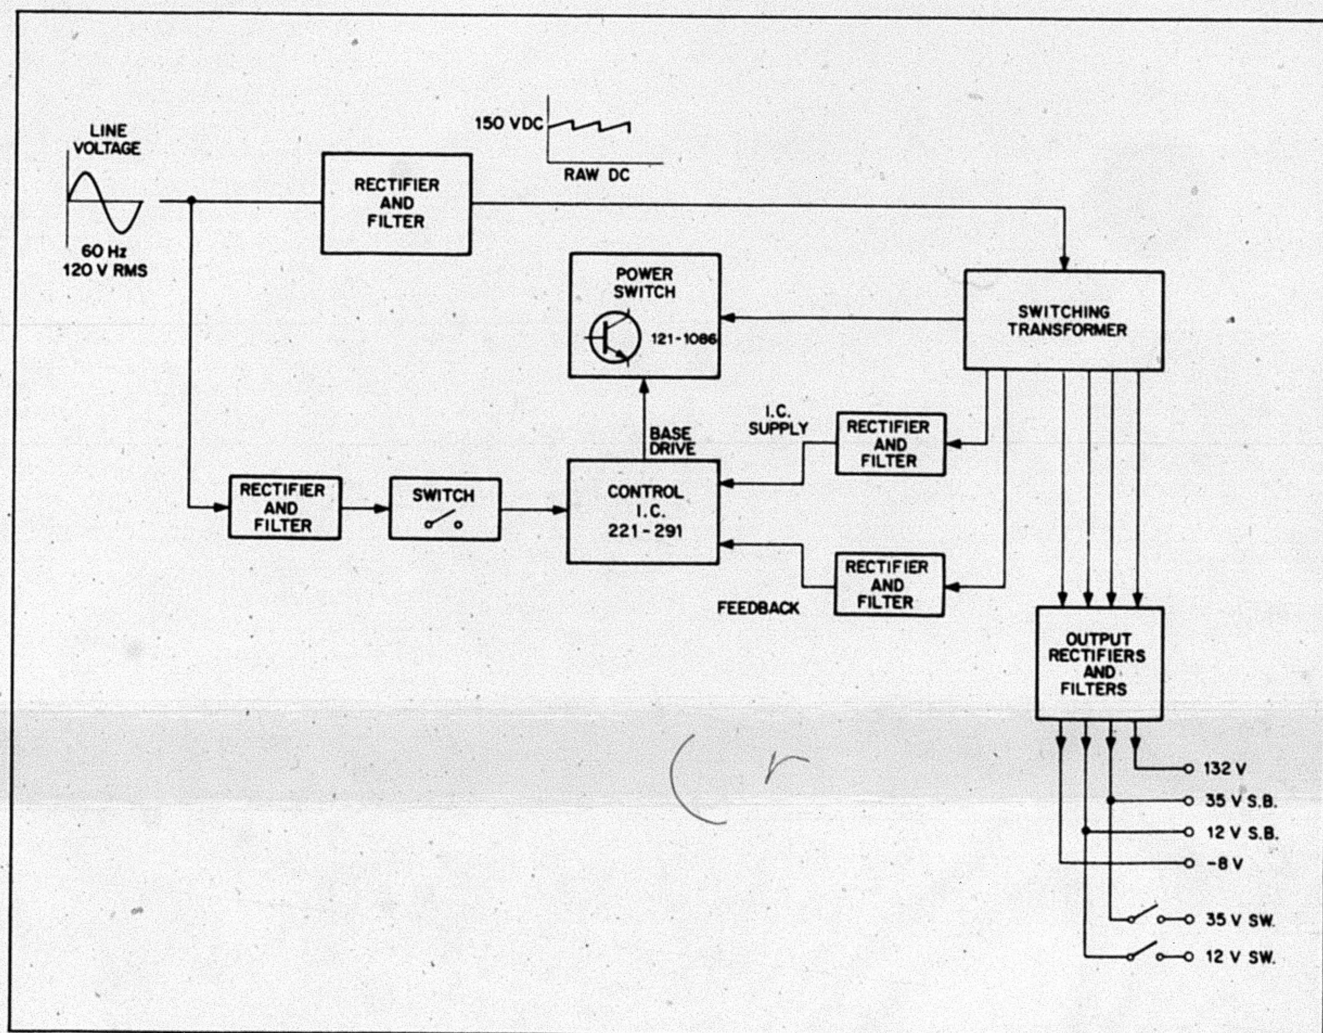 LINE
VOLTAGE
60 Hz
120 V RMS
RECTIFIER
AND
FILTER
150 VDC
RAW DC
POWER
SWITCH
121-1086
SWITCHING
TRANSFORMER
BASE
DRIVE
I.C.
SUPPLY
RECTIFIER
AND
FILTER
RECTIFIER
AND
FILTER
SWITCH
CONTROL
I.C.
221-291
FEEDBACK
RECTIFIER
AND
FILTER
OUTPUT
RECTIFIERS
AND
FILTERS
132 V
35 V S.B.
12 V S.B.
-8 V
35 V SW.
12 V SW.